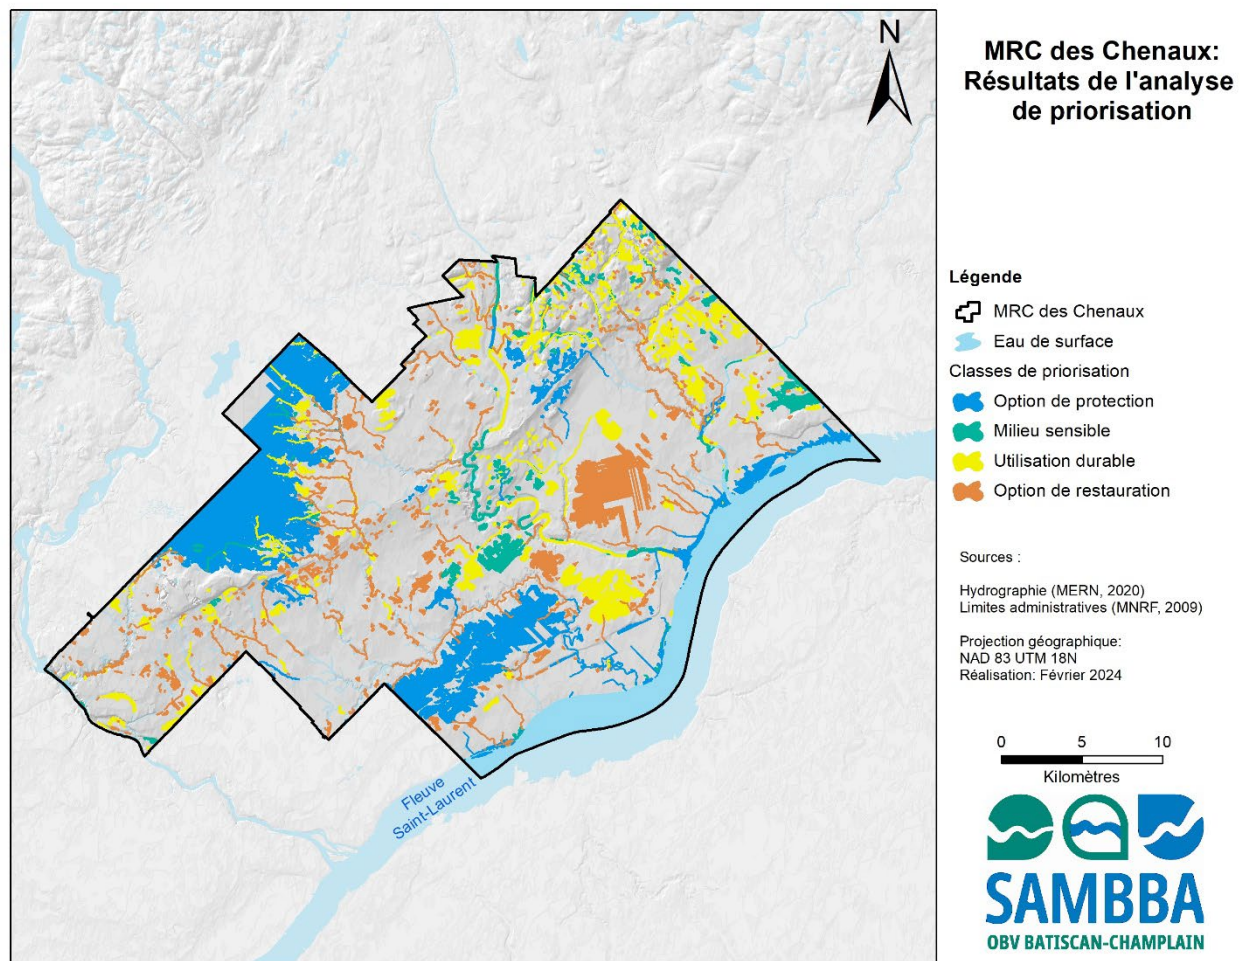 MRC des Chenaux:
Résultats de l'analyse
de priorisation
N
Légende
MRC des Chenaux
Eau de surface
Classes de priorisation
Option de protection
Milieu sensible
Utilisation durable
Option de restauration
Sources :
Hydrographie (MERN, 2020)
Limites administratives (MNRF, 2009)
Projection géographique:
NAD 83 UTM 18N
Réalisation: Février 2024
0 5 10
Kilomètres
Fleuve
Saint-Laurent
SAMBBA
OBV BATISCAN-CHAMPLAIN